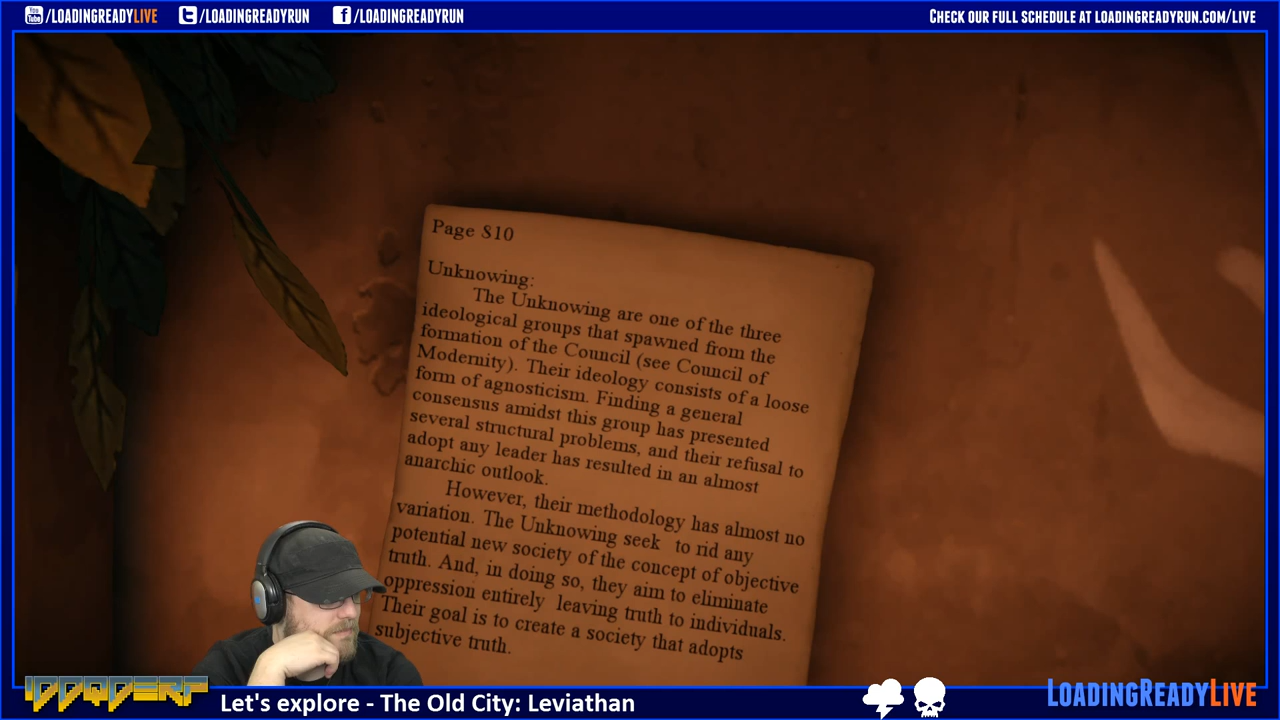 /LOADINGREADYLIVE
/LOADINGREADYRUN
/LOADINGREADYRUN
CHECK OUR FULL SCHEDULE AT LOADINGREADYRUN.COM/LIVE
Page 810
Unknowing:
The Unknowing are one of the three
ideological groups that spawned from the
formation of the Council (see Council of
Modernity). Their ideology consists of a loose
form of agnosticism. Finding a general
consensus amidst this group has presented
several structural problems, and their refusal to
adopt any leader has resulted in an almost
anarchic outlook.
However, their methodology has almost no
variation. The Unknowing seek to rid any
potential new society of the concept of objective
truth. And, in doing so, they aim to eliminate
oppression entirely leaving truth to individuals.
Their goal is to create a society that adopts
subjective truth.
IDDQDERP
Let's explore - The Old City: Leviathan
LOADINGREADYLIVE